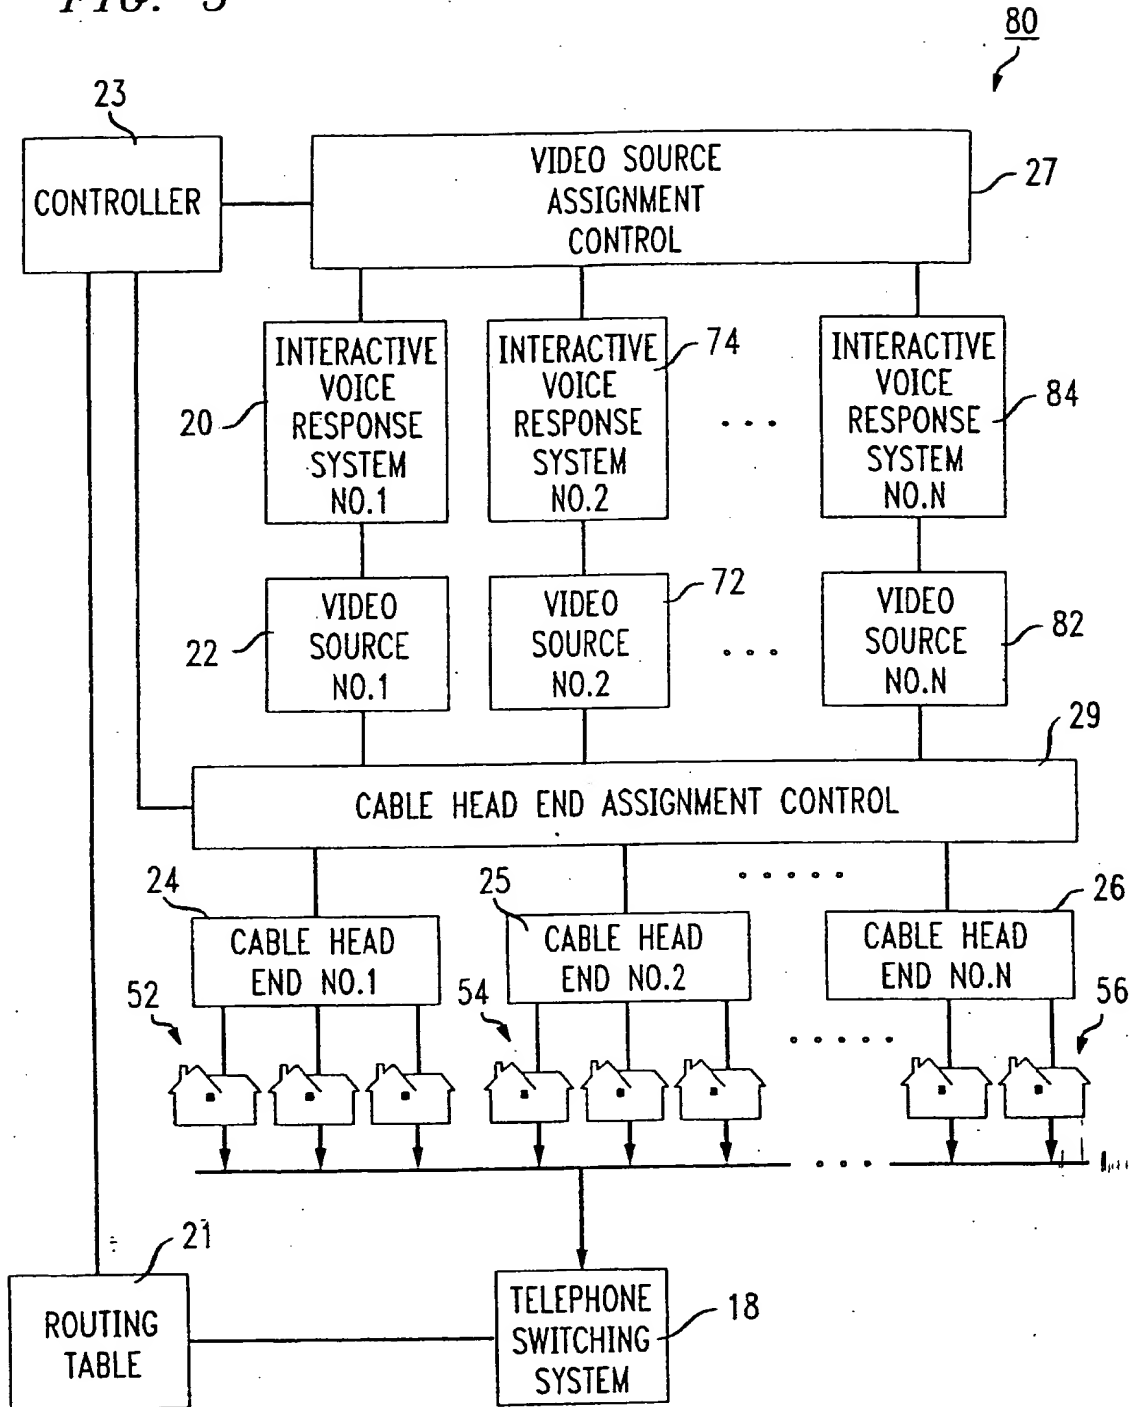 80
23
CONTROLLER
VIDEO SOURCE
ASSIGNMENT
CONTROL
27
INTERACTIVE
VOICE
RESPONSE
SYSTEM
NO.1
20
INTERACTIVE
VOICE
RESPONSE
SYSTEM
NO.2
74
INTERACTIVE
VOICE
RESPONSE
SYSTEM
NO.N
84
VIDEO
SOURCE
NO.1
22
VIDEO
SOURCE
NO.2
72
VIDEO
SOURCE
NO.N
82
29
CABLE HEAD END ASSIGNMENT CONTROL
24
CABLE HEAD
END NO.1
25
CABLE HEAD
END NO.2
26
CABLE HEAD
END NO.N
52
54
56
21
ROUTING
TABLE
TELEPHONE
SWITCHING
SYSTEM
18